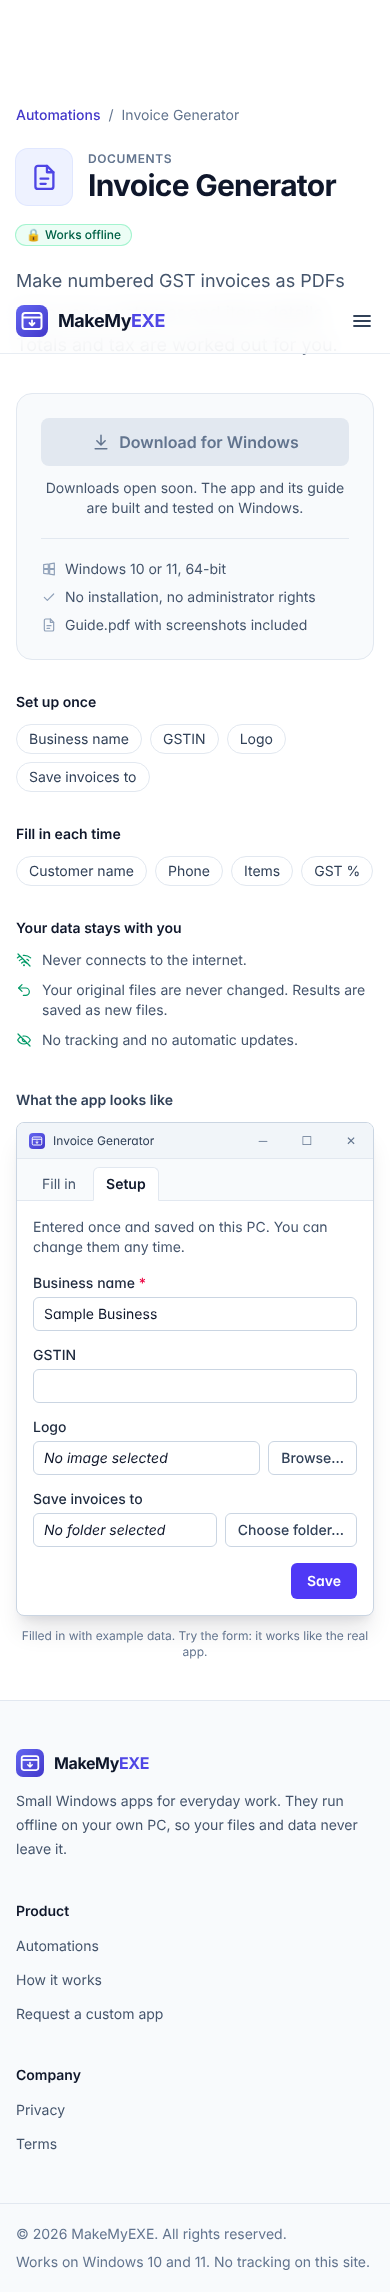 Automations / Invoice Generator
DOCUMENTS
Invoice Generator
🔒 Works offline
Make numbered GST invoices as PDFs
MakeMyEXE
Totals and tax are worked out for you.
Download for Windows
Downloads open soon. The app and its guide
are built and tested on Windows.
Windows 10 or 11, 64-bit
No installation, no administrator rights
Guide.pdf with screenshots included
Set up once
Business name
GSTIN
Logo
Save invoices to
Fill in each time
Customer name
Phone
Items
GST %
Your data stays with you
Never connects to the internet.
Your original files are never changed. Results are
saved as new files.
No tracking and no automatic updates.
What the app looks like
Invoice Generator
Fill in
Setup
Entered once and saved on this PC. You can
change them any time.
Business name *
Sample Business
GSTIN
Logo
No image selected
Browse...
Save invoices to
No folder selected
Choose folder...
Save
Filled in with example data. Try the form: it works like the real
app.
MakeMyEXE
Small Windows apps for everyday work. They run
offline on your own PC, so your files and data never
leave it.
Product
Automations
How it works
Request a custom app
Company
Privacy
Terms
© 2026 MakeMyEXE. All rights reserved.
Works on Windows 10 and 11. No tracking on this site.